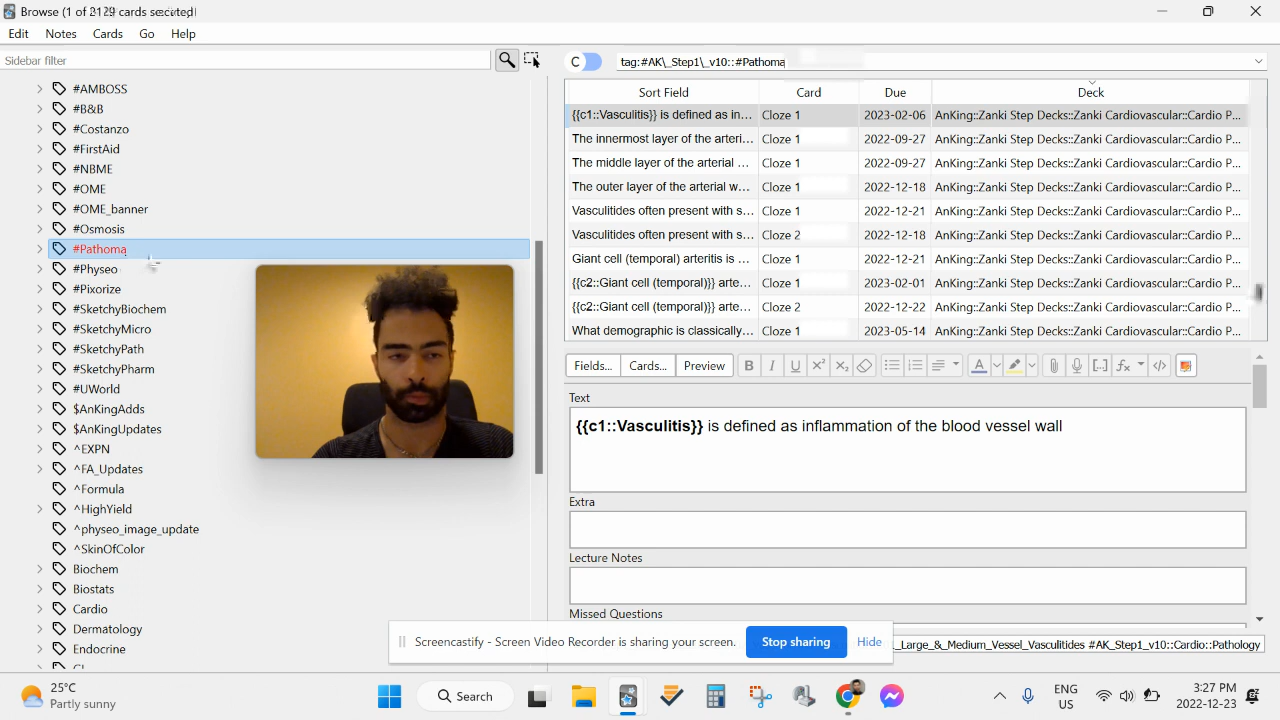 Browse (1 of 2129 cards selected)
Edit Notes Cards Go Help
Sidebar filter
C tag:#AK\_Step1\_v10::#Pathoma
#AMBOSS
#B&B
#Costanzo
#FirstAid
#NBME
#OME
#OME_banner
#Osmosis
#Pathoma
#Physeo
#Pixorize
#SketchyBiochem
#SketchyMicro
#SketchyPath
#SketchyPharm
#UWorld
$AnKingAdds
$AnKingUpdates
^EXPN
^FA_Updates
^Formula
^HighYield
^physeo_image_update
^SkinOfColor
Biochem
Biostats
Cardio
Dermatology
Endocrine
Sort Field Card Due Deck
{{c1::Vasculitis}} is defined as in... Cloze 1 2023-02-06 AnKing::Zanki Step Decks::Zanki Cardiovascular::Cardio P...
The innermost layer of the arteri... Cloze 1 2022-09-27 AnKing::Zanki Step Decks::Zanki Cardiovascular::Cardio P...
The middle layer of the arterial ... Cloze 1 2022-09-27 AnKing::Zanki Step Decks::Zanki Cardiovascular::Cardio P...
The outer layer of the arterial w... Cloze 1 2022-12-18 AnKing::Zanki Step Decks::Zanki Cardiovascular::Cardio P...
Vasculitides often present with s... Cloze 1 2022-12-21 AnKing::Zanki Step Decks::Zanki Cardiovascular::Cardio P...
Vasculitides often present with s... Cloze 2 2022-12-18 AnKing::Zanki Step Decks::Zanki Cardiovascular::Cardio P...
Giant cell (temporal) arteritis is ... Cloze 1 2022-12-21 AnKing::Zanki Step Decks::Zanki Cardiovascular::Cardio P...
{{c2::Giant cell (temporal)}} arte... Cloze 1 2023-02-01 AnKing::Zanki Step Decks::Zanki Cardiovascular::Cardio P...
{{c2::Giant cell (temporal)}} arte... Cloze 2 2022-12-22 AnKing::Zanki Step Decks::Zanki Cardiovascular::Cardio P...
What demographic is classically... Cloze 1 2023-05-14 AnKing::Zanki Step Decks::Zanki Cardiovascular::Cardio P...
Fields... Cards... Preview B I U X² X₂ A fx </>
Text
{{c1::Vasculitis}} is defined as inflammation of the blood vessel wall
Extra
Lecture Notes
Missed Questions
Screencastify - Screen Video Recorder is sharing your screen. Stop sharing Hide
_Large_&_Medium_Vessel_Vasculitides #AK_Step1_v10::Cardio::Pathology
25°C
Partly sunny
Search
ENG
US
3:27 PM
2022-12-23